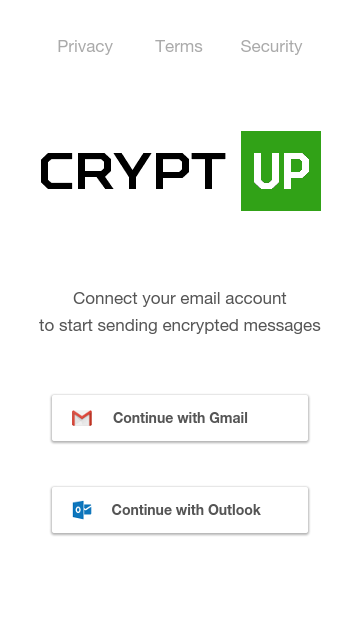 Privacy Terms Security
CRYPT UP
Connect your email account
to start sending encrypted messages
Continue with Gmail
Continue with Outlook